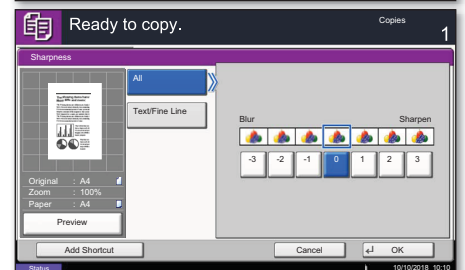 Ready to copy.
Copies
1
Sharpness
All
Text/Fine Line
Blur
Sharpen
-3 -2 -1 0 1 2 3
Original : A4
Zoom : 100%
Paper : A4
Preview
Add Shortcut
Cancel
OK
Status
10/10/2018 10:10